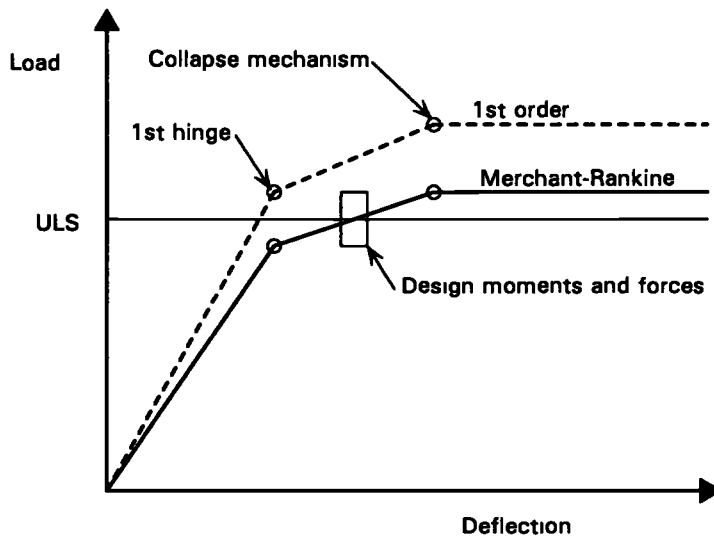 Load
Collapse mechanism
1st order
1st hinge
Merchant-Rankine
ULS
Design moments and forces
Deflection